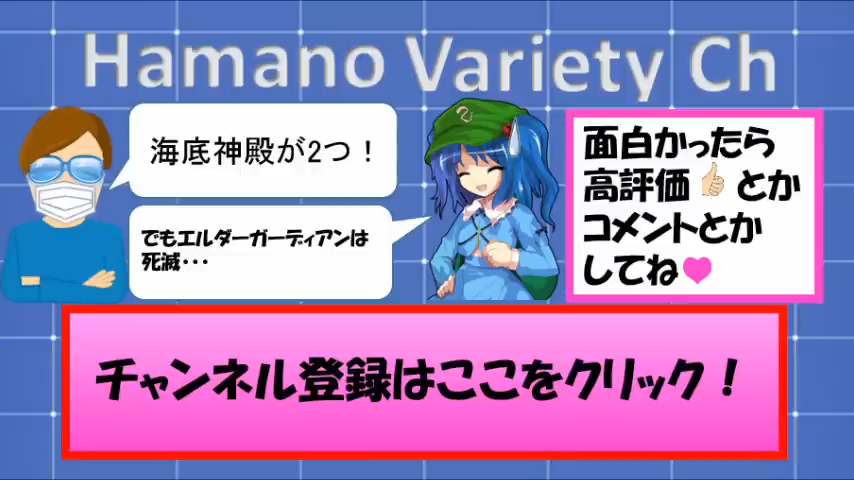 Hamano Variety Ch
海底神殿が2つ！
でもエルダーガーディアンは
死滅･･･
面白かったら
高評価👍とか
コメントとか
してね♥
チャンネル登録はここをクリック！